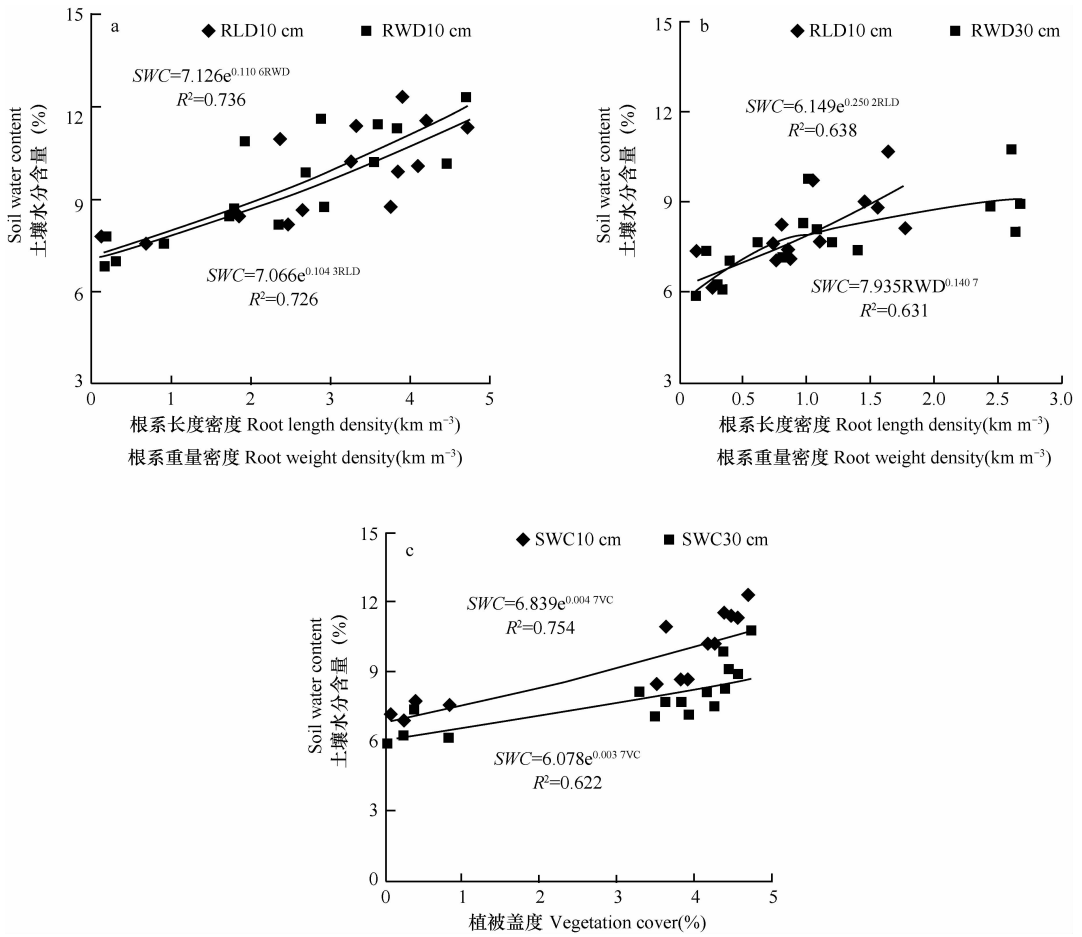 15
12
9
6
3
Soil water content
土壤水分含量 (%)
a
RLD10 cm
RWD10 cm
SWC=7.126e^0.110 6RWD
R²=0.736
SWC=7.066e^0.104 3RLD
R²=0.726
0 1 2 3 4 5
根系长度密度 Root length density(km m⁻³)
根系重量密度 Root weight density(km m⁻³)
15
12
9
6
3
Soil water content
土壤水分含量 (%)
b
RLD10 cm
RWD30 cm
SWC=6.149e^0.250 2RLD
R²=0.638
SWC=7.935RWD^0.140 7
R²=0.631
0 0.5 1.0 1.5 2.0 2.5 3.0
根系长度密度 Root length density(km m⁻³)
根系重量密度 Root weight density(km m⁻³)
15
12
9
6
3
0
Soil water content
土壤水分含量 (%)
c
SWC10 cm
SWC30 cm
SWC=6.839e^0.004 7VC
R²=0.754
SWC=6.078e^0.003 7VC
R²=0.622
0 1 2 3 4 5
植被盖度 Vegetation cover(%)